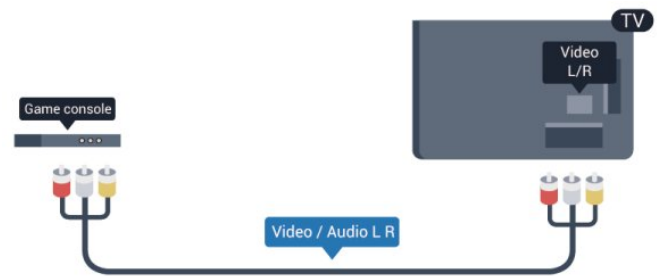 TV
Video
L/R
Game console
Video / Audio L R